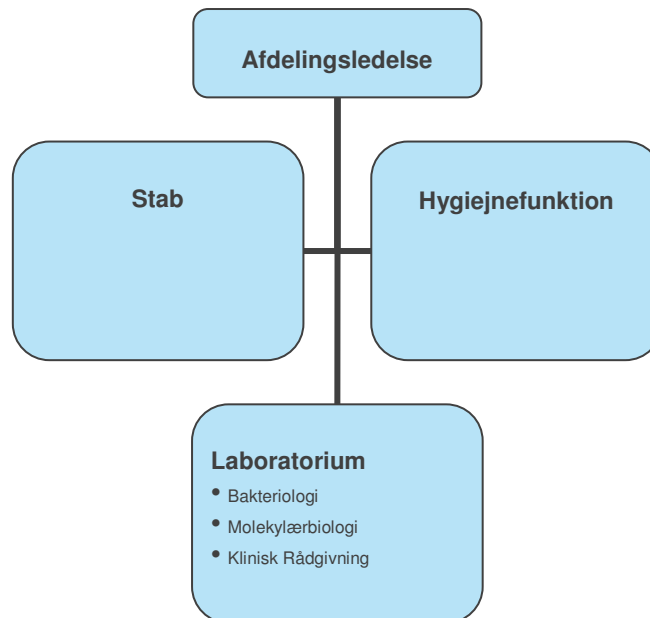 Afdelingsledelse
Stab
Hygiejnefunktion
Laboratorium
• Bakteriologi
• Molekylærbiologi
• Klinisk Rådgivning